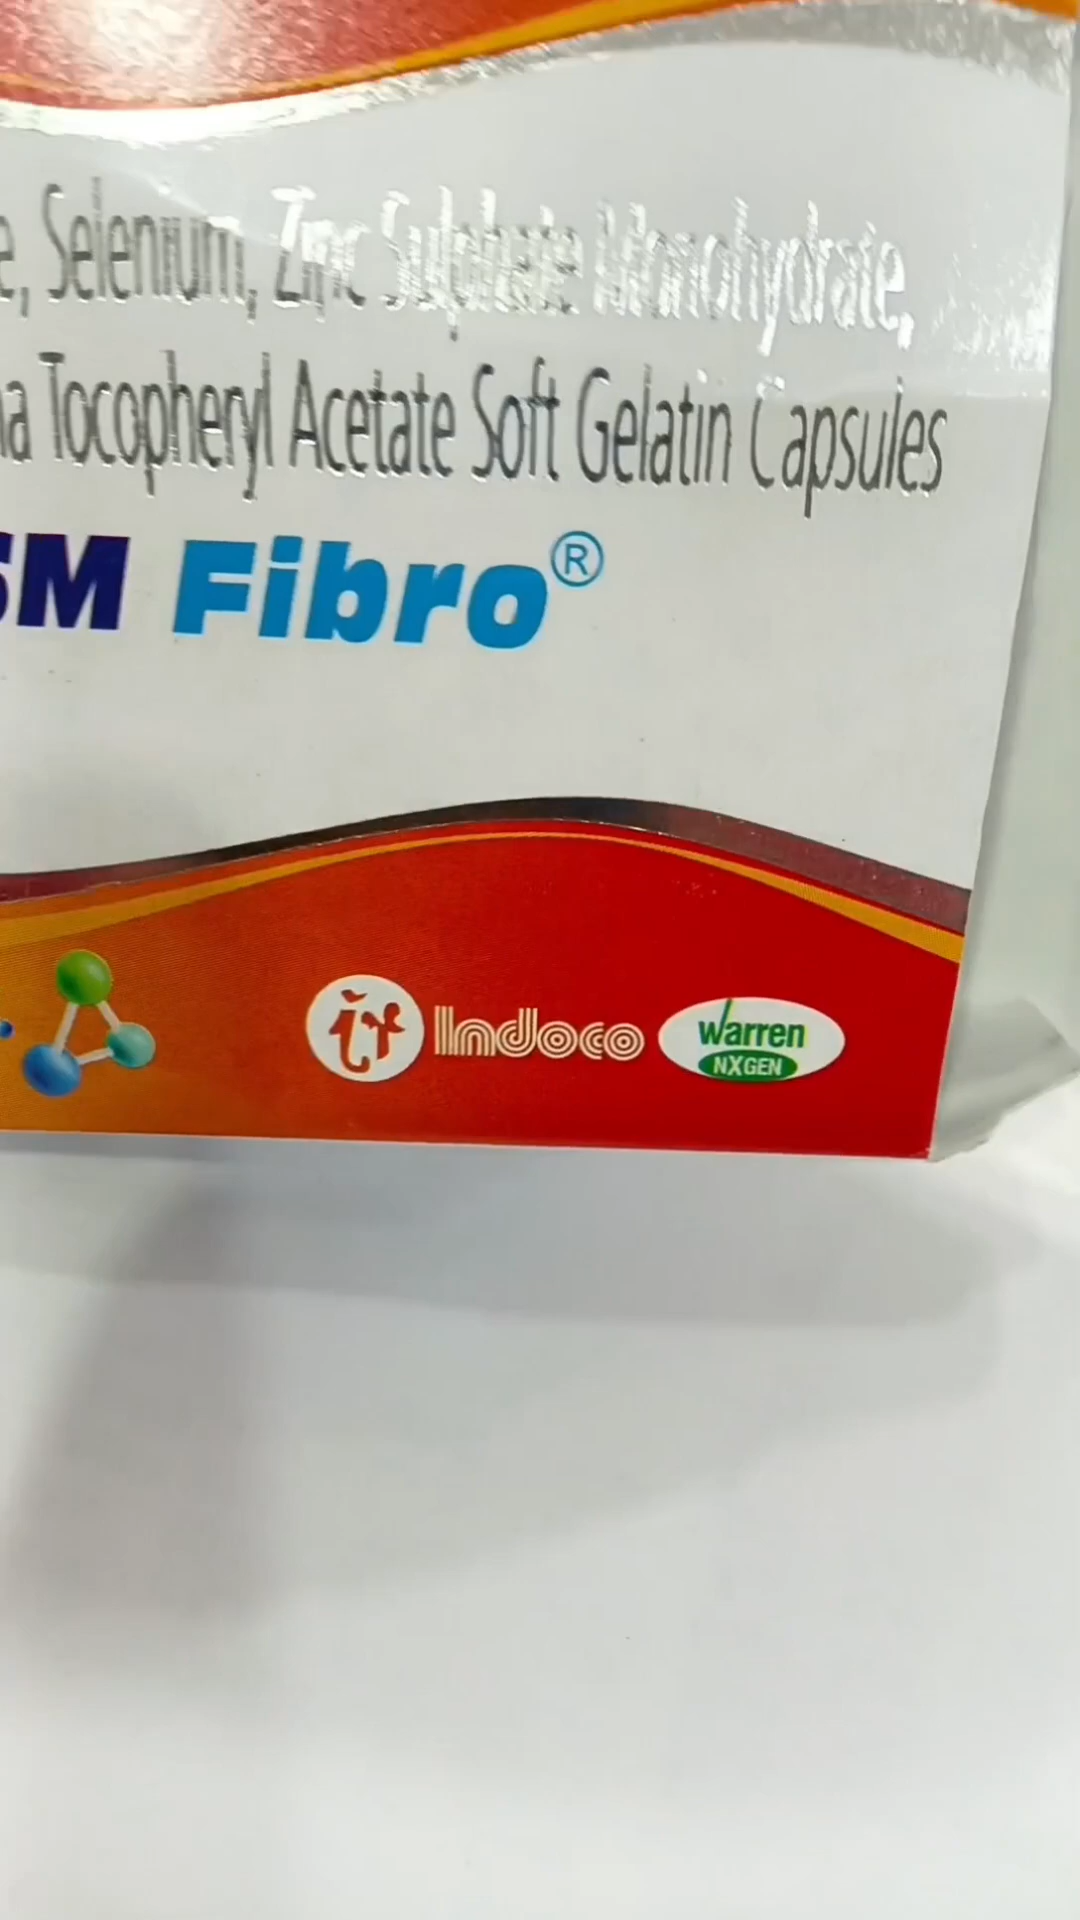 Selenium, Zinc Sulphate Monohydrate,
Tocopheryl Acetate Soft Gelatin Capsules
SM Fibro®
Indoco warren
NXGEN